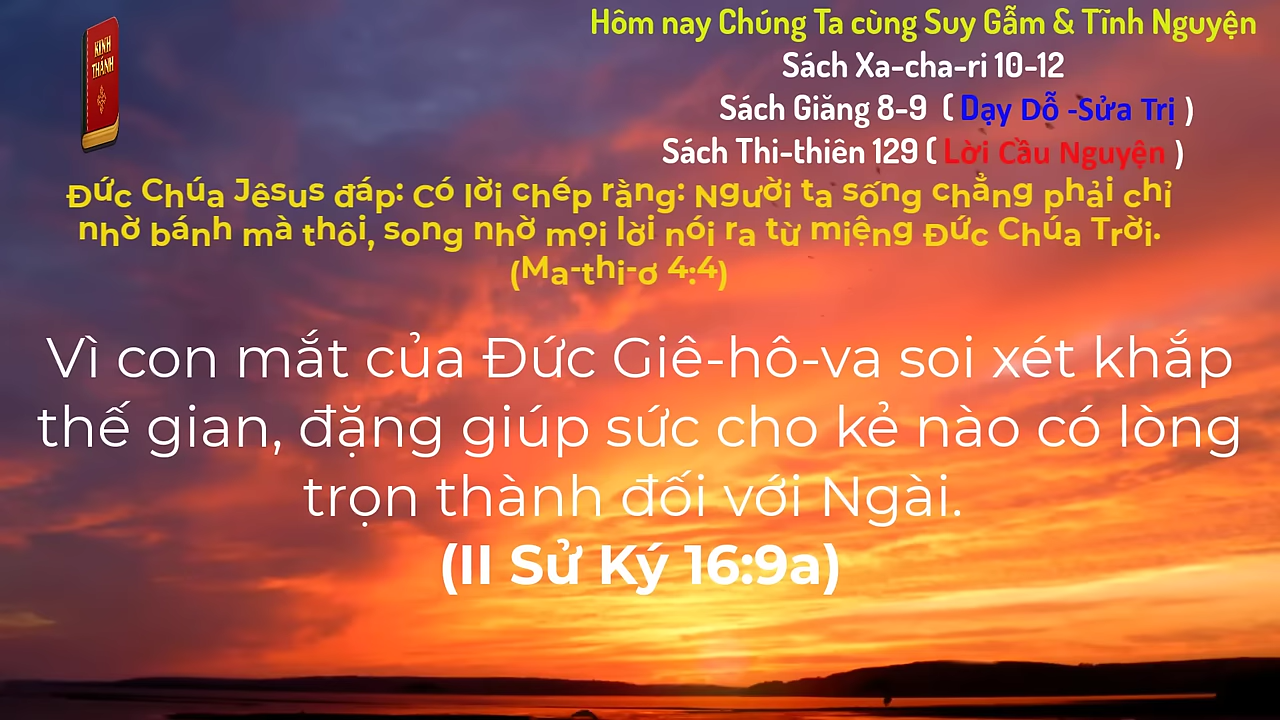 KINH
THÁNH
Hôm nay Chúng Ta cùng Suy Gẫm & Tĩnh Nguyện
Sách Xa-cha-ri 10-12
Sách Giăng 8-9 ( Dạy Dỗ -Sửa Trị )
Sách Thi-thiên 129 ( Lời Cầu Nguyện )
Đức Chúa Jêsus đáp: Có lời chép rằng: Người ta sống chẳng phải chỉ
nhờ bánh mà thôi, song nhờ mọi lời nói ra từ miệng Đức Chúa Trời.
(Ma-thi-ơ 4:4)
Vì con mắt của Đức Giê-hô-va soi xét khắp
thế gian, đặng giúp sức cho kẻ nào có lòng
trọn thành đối với Ngài.
(II Sử Ký 16:9a)